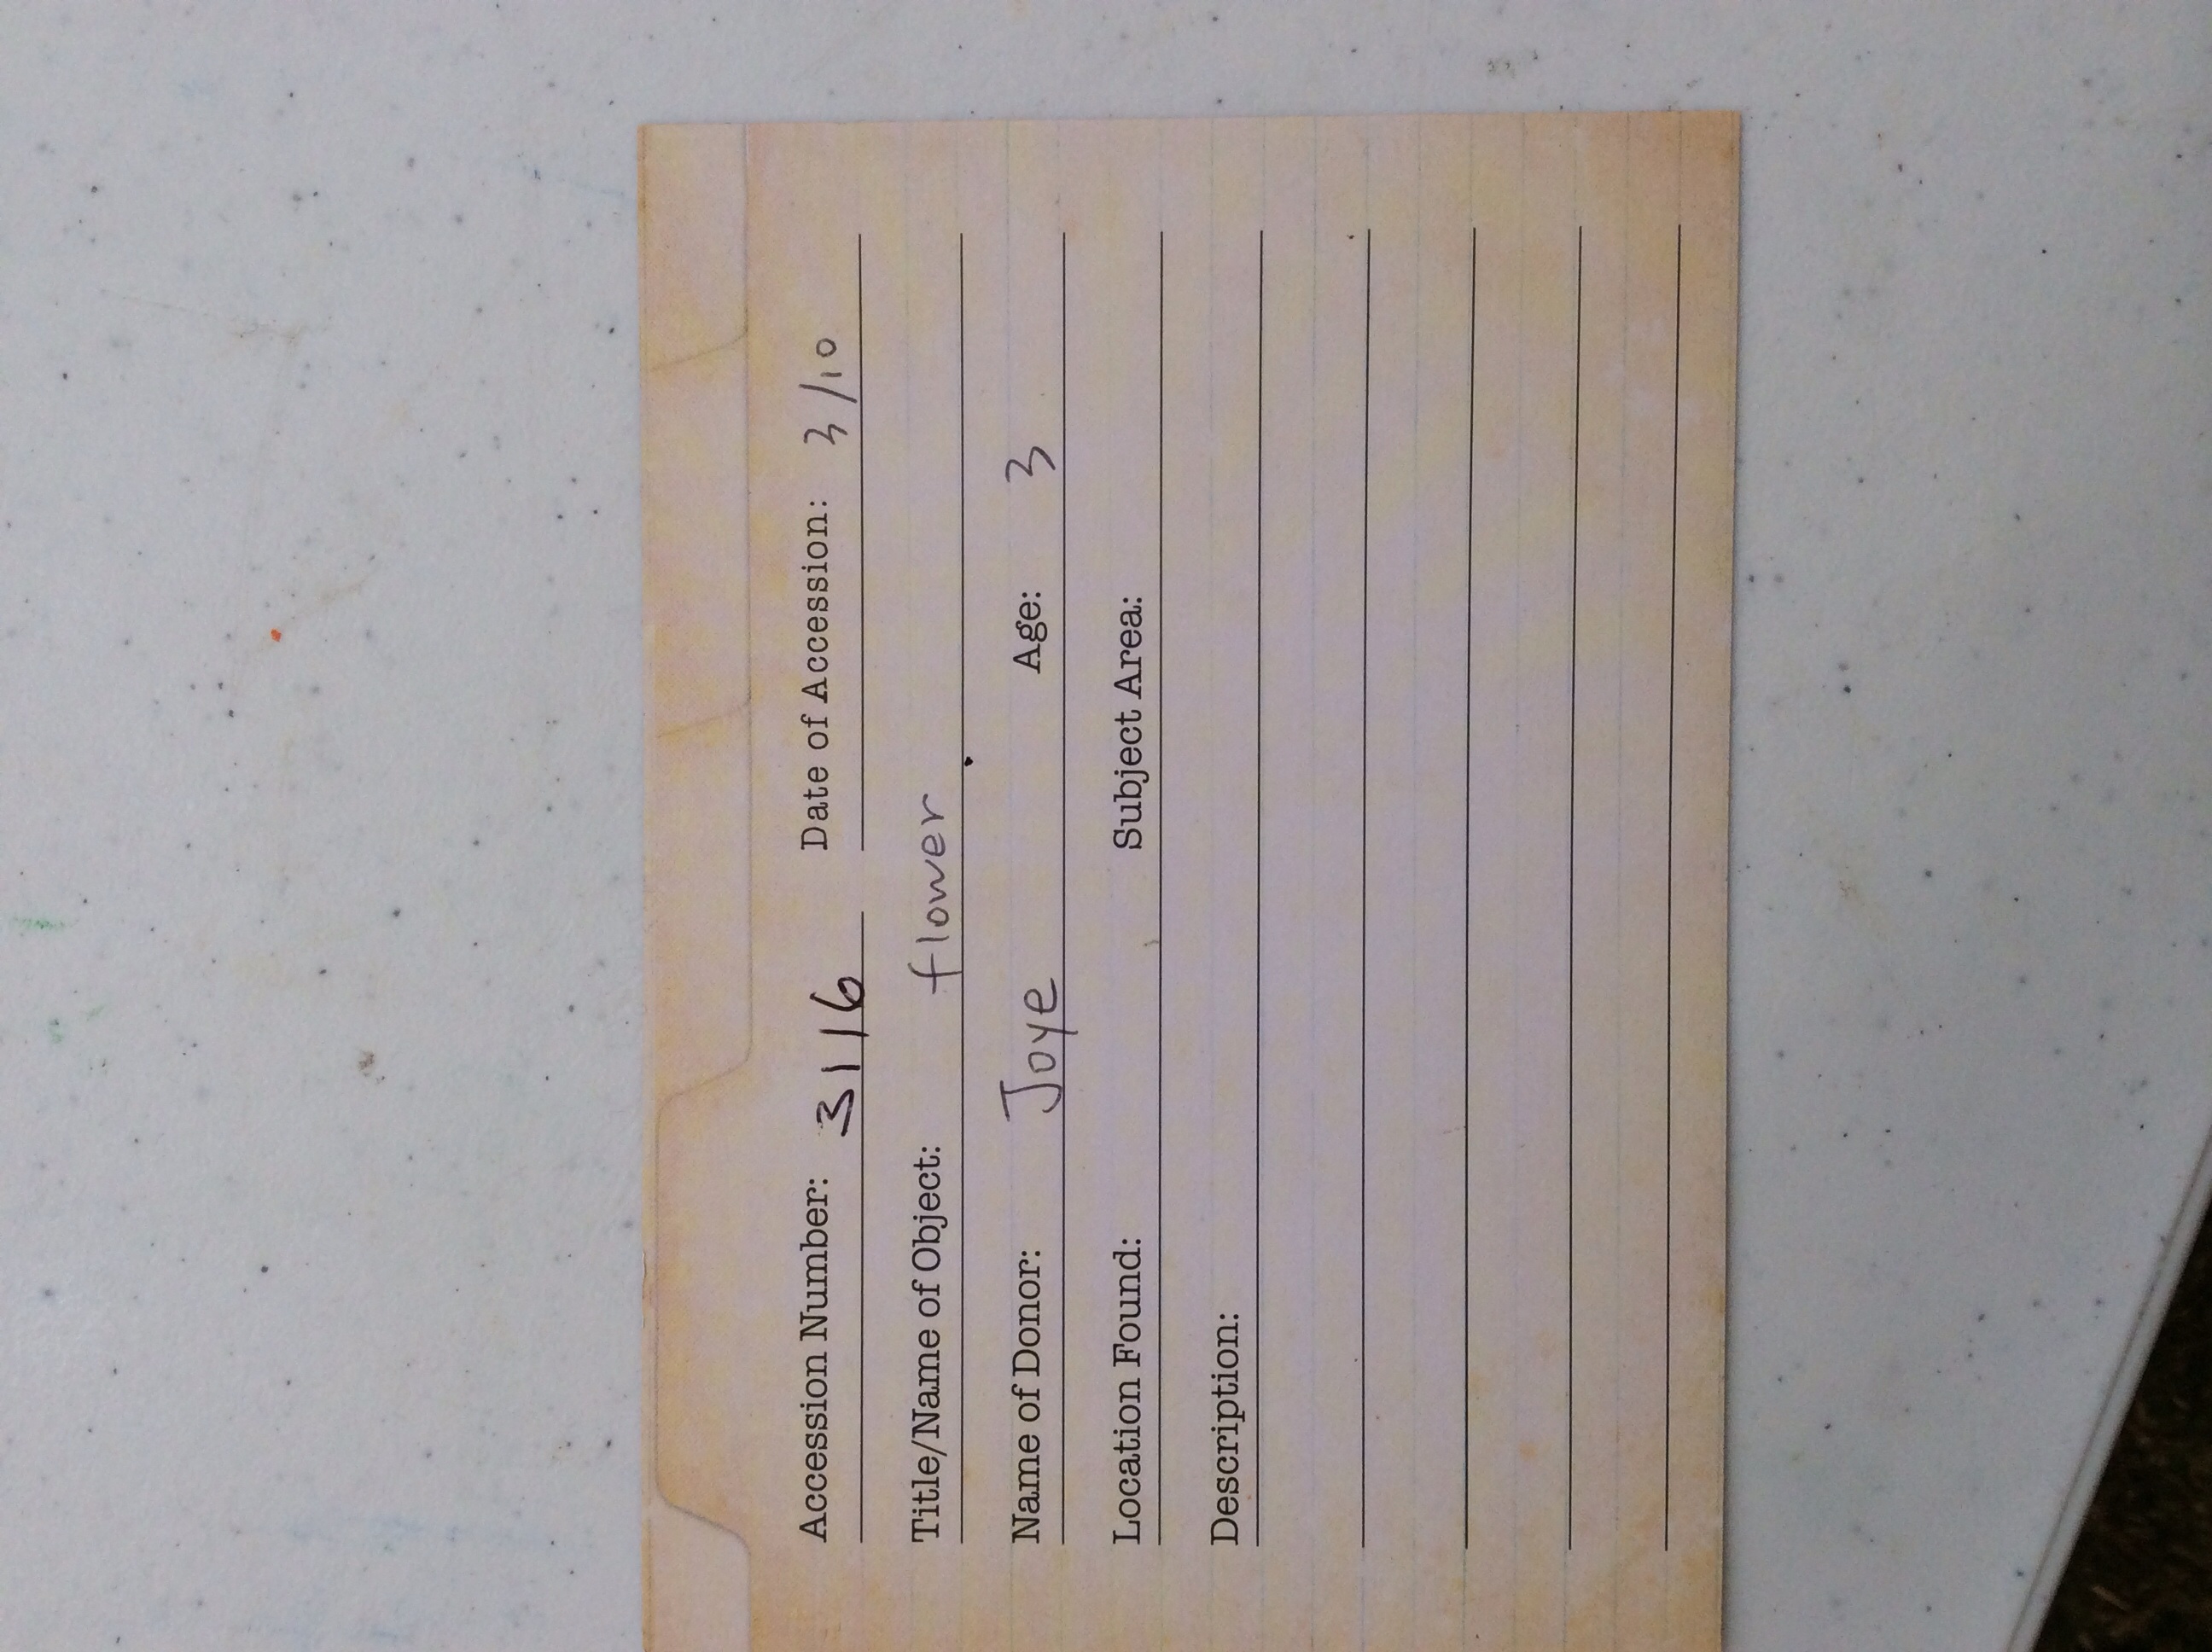 Accession Number: 3116 Date of Accession: 3/10
Title/Name of Object: flower
Name of Donor: Joye Age: 3
Location Found: Subject Area:
Description: